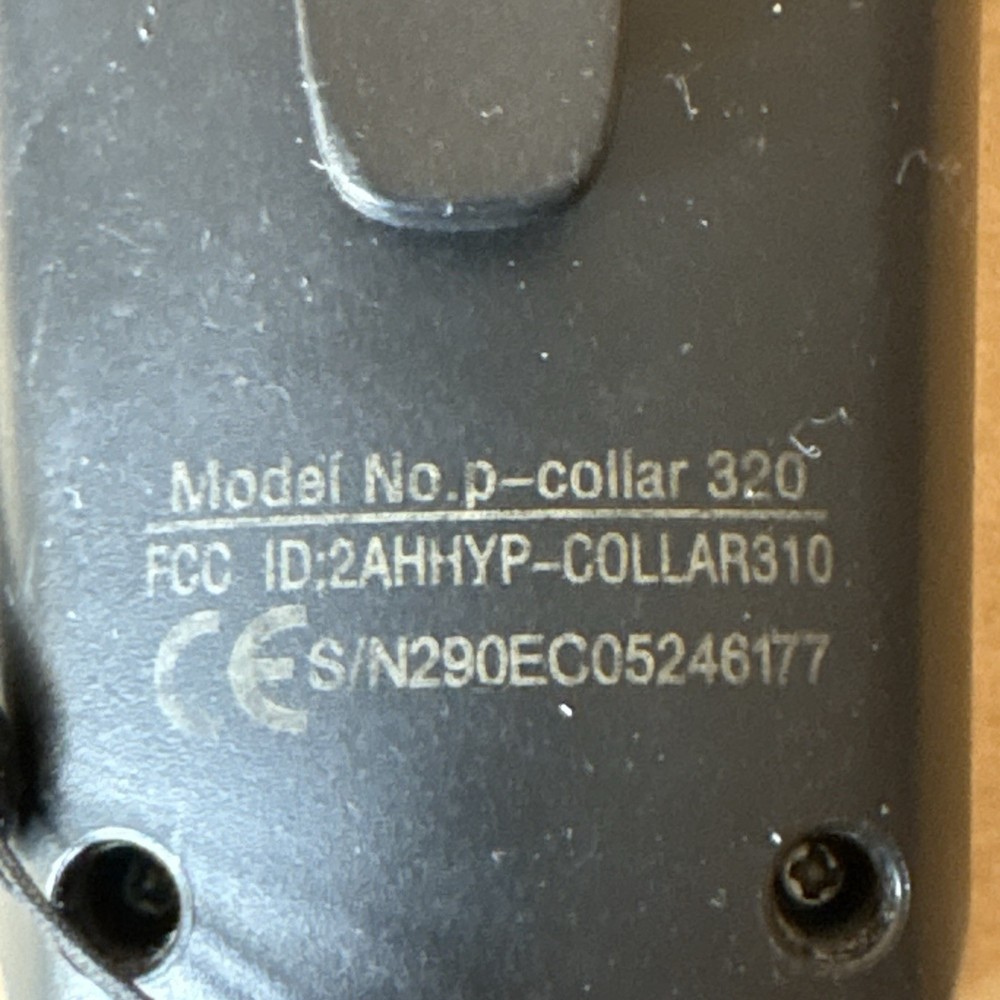 Model No.p-collar 320
FCC ID:2AHHYP-COLLAR310
CE S/N290EC05246177